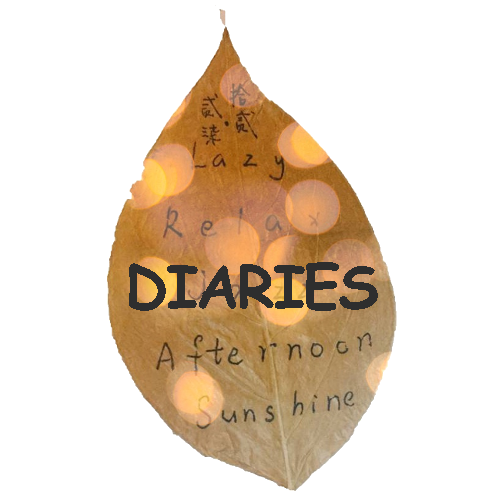 拾貳·
貳柒
Lazy
Relax
DIARIES
Afternoon
Sunshine